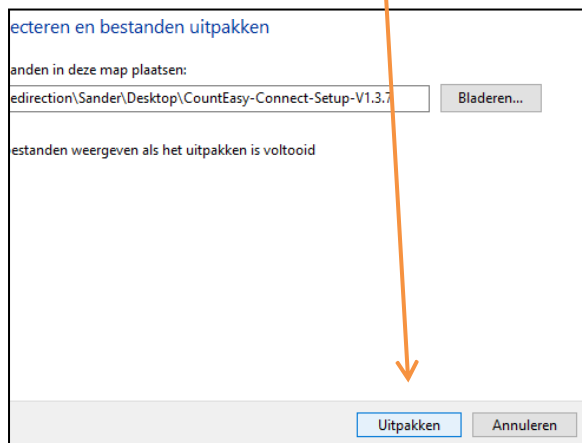 ecteren en bestanden uitpakken
anden in deze map plaatsen:
edirection\Sander\Desktop\CountEasy-Connect-Setup-V1.3.7
Bladeren...
estanden weergeven als het uitpakken is voltooid
Uitpakken
Annuleren